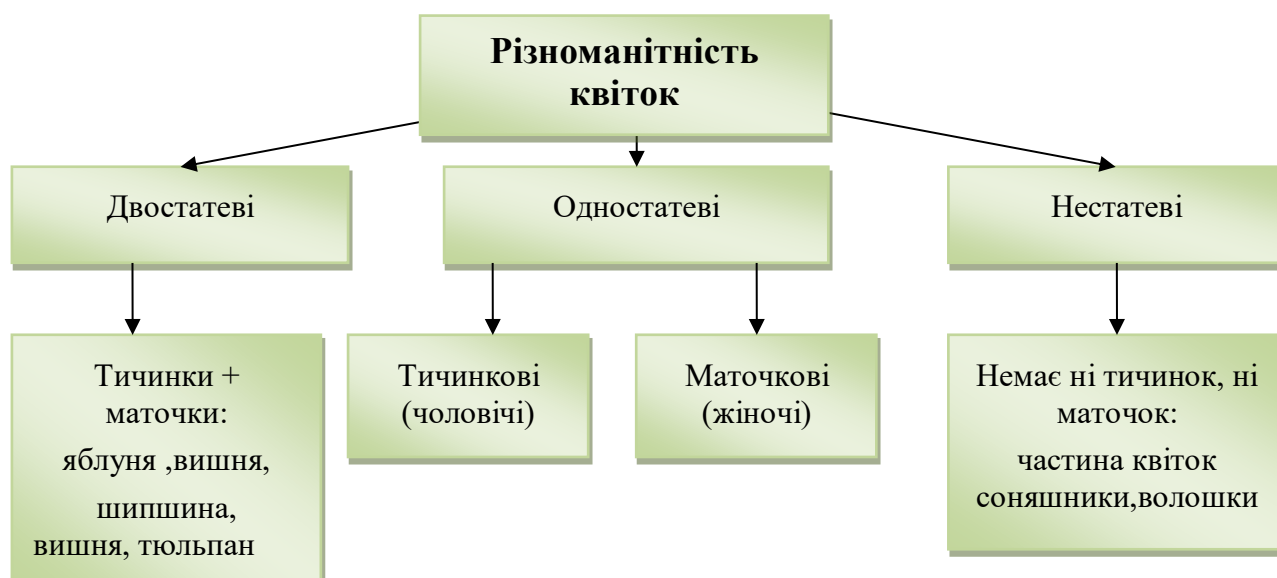 Різноманітність
квіток
Двостатеві
Одностатеві
Нестатеві
Тичинки +
маточки:
яблуня ,вишня,
шипшина,
вишня, тюльпан
Тичинкові
(чоловічі)
Маточкові
(жіночі)
Немає ні тичинок, ні
маточок:
частина квіток
соняшники,волошки